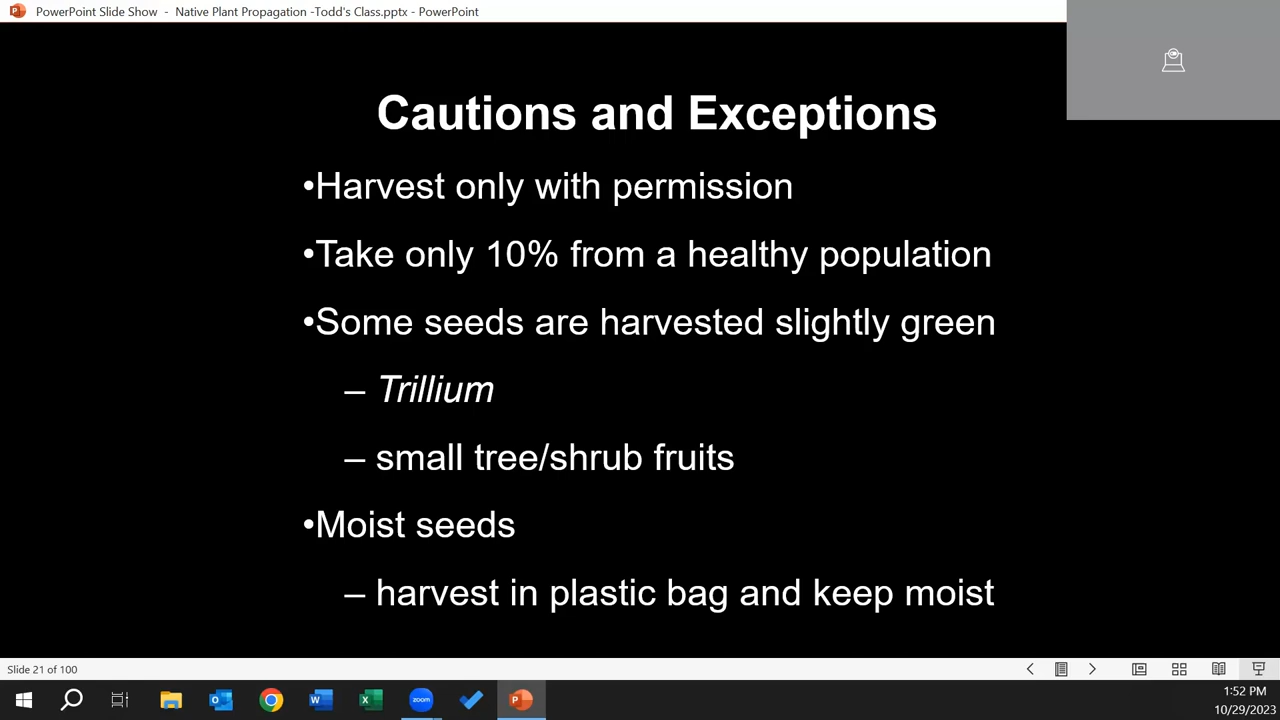 PowerPoint Slide Show - Native Plant Propagation -Todd's Class.pptx - PowerPoint
Cautions and Exceptions
•Harvest only with permission
•Take only 10% from a healthy population
•Some seeds are harvested slightly green
– Trillium
– small tree/shrub fruits
•Moist seeds
– harvest in plastic bag and keep moist
Slide 21 of 100
zoom
1:52 PM
10/29/2023